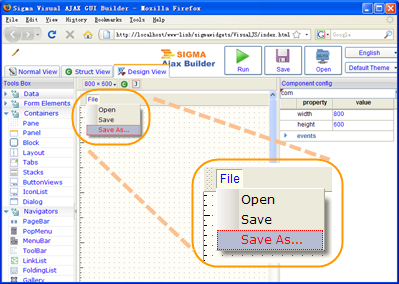 Sigma Visual AJAX GUI Builder - Mozilla Firefox
File Edit View History Bookmarks Tools Help
http://localhost/www-linb/sigmawidgets/VisualJS/index.html
SIGMA
Ajax Builder
Run
Save
Open
English
Default Theme
Normal View
Struct View
Design View
Tools Box
800 * 600
Component config
Data
Form Elements
Containers
Pane
Panel
Block
Layout
Tabs
Stacks
ButtonViews
IconList
Dialog
Navigators
PageBar
PopMenu
MenuBar
ToolBar
LinkList
FoldingList
Gallery
File
Open
Save
Save As...
com
property value
width 800
height 600
events
File
Open
Save
Save As...